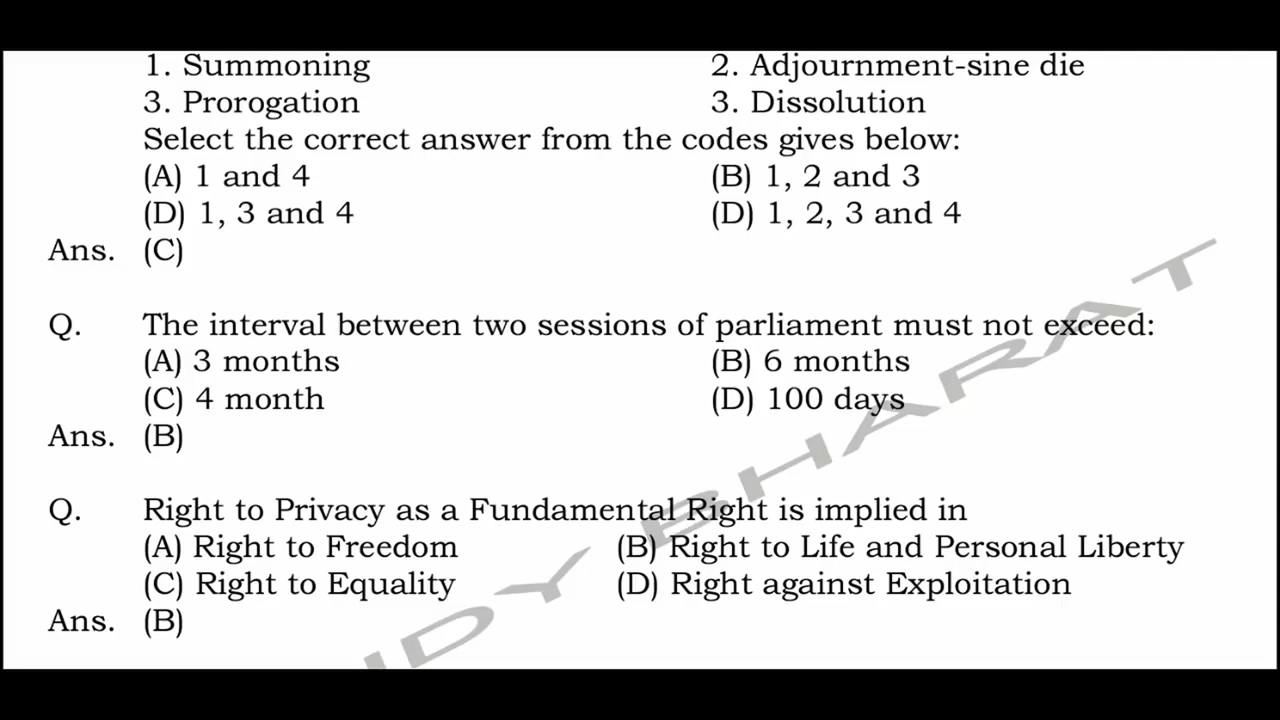 1. Summoning 2. Adjournment-sine die
3. Prorogation 3. Dissolution
Select the correct answer from the codes gives below:
(A) 1 and 4 (B) 1, 2 and 3
(D) 1, 3 and 4 (D) 1, 2, 3 and 4
Ans. (C)
Q. The interval between two sessions of parliament must not exceed:
(A) 3 months (B) 6 months
(C) 4 month (D) 100 days
Ans. (B)
Q. Right to Privacy as a Fundamental Right is implied in
(A) Right to Freedom (B) Right to Life and Personal Liberty
(C) Right to Equality (D) Right against Exploitation
Ans. (B)
BHARAT